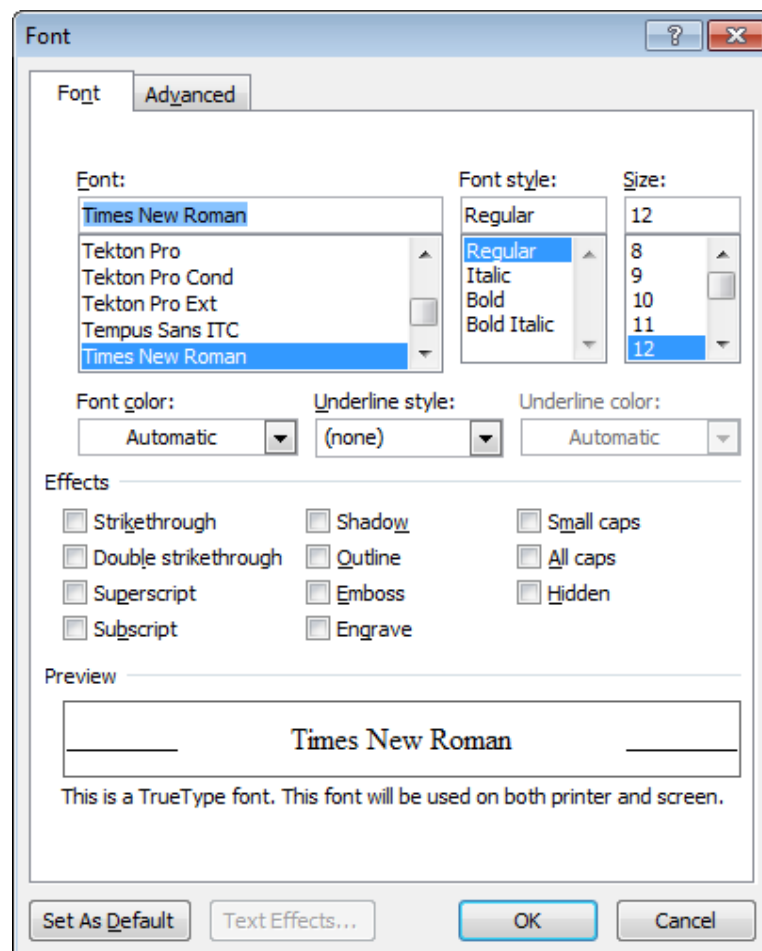 Font
Font Advanced
Font: Font style: Size:
Times New Roman Regular 12
Tekton Pro Regular 8
Tekton Pro Cond Italic 9
Tekton Pro Ext Bold 10
Tempus Sans ITC Bold Italic 11
Times New Roman 12
Font color: Underline style: Underline color:
Automatic (none) Automatic
Effects
Strikethrough Shadow Small caps
Double strikethrough Outline All caps
Superscript Emboss Hidden
Subscript Engrave
Preview
Times New Roman
This is a TrueType font. This font will be used on both printer and screen.
Set As Default Text Effects... OK Cancel